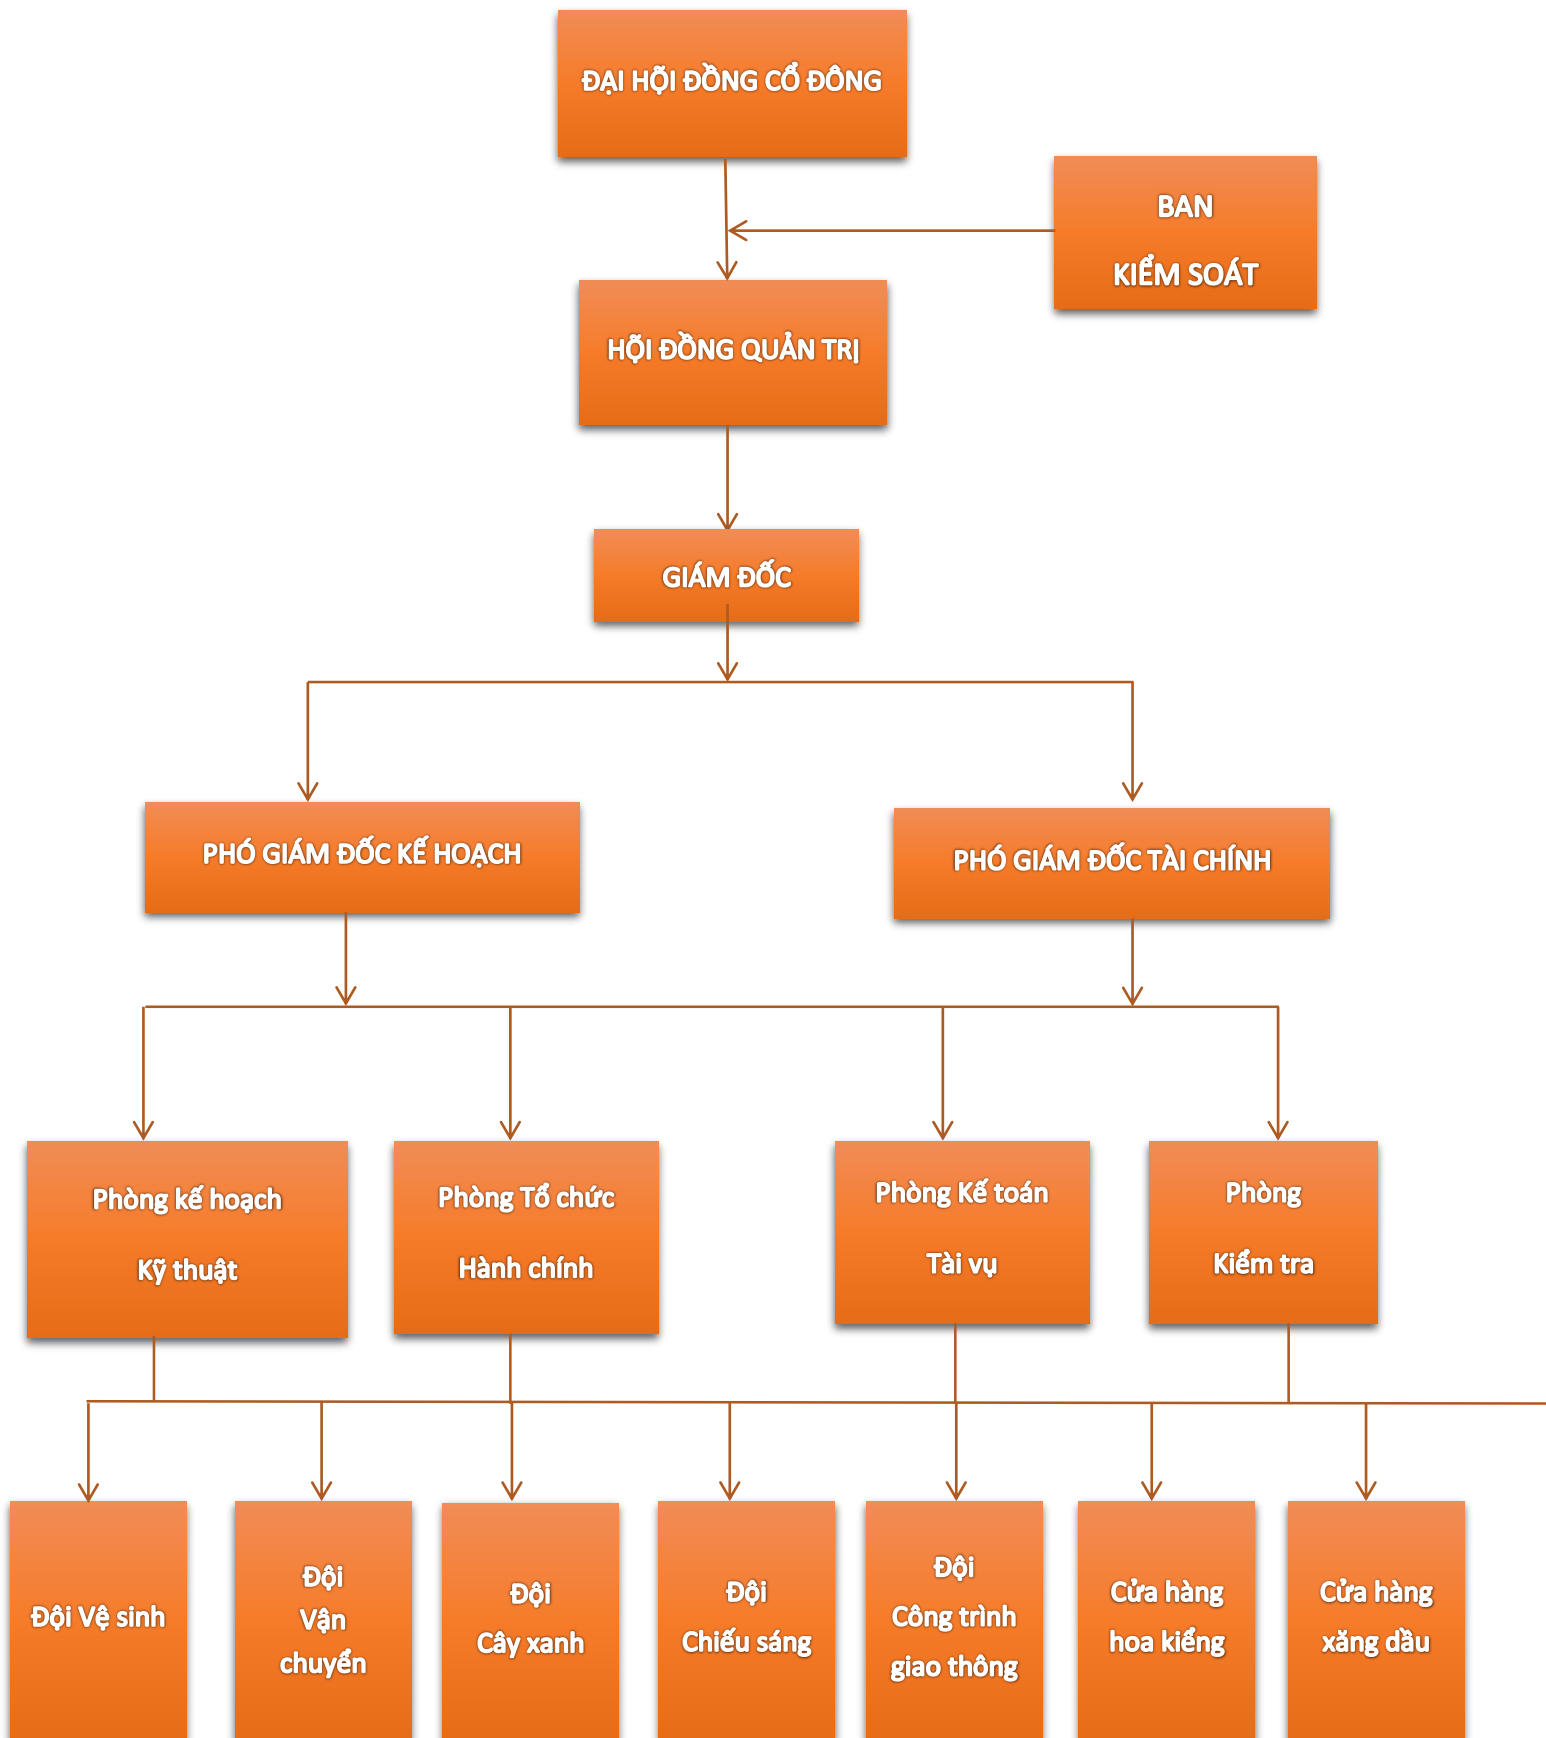 ĐẠI HỘI ĐỒNG CỔ ĐÔNG
BAN
KIỂM SOÁT
HỘI ĐỒNG QUẢN TRỊ
GIÁM ĐỐC
PHÓ GIÁM ĐỐC KẾ HOẠCH
PHÓ GIÁM ĐỐC TÀI CHÍNH
Phòng kế hoạch
Kỹ thuật
Phòng Tổ chức
Hành chính
Phòng Kế toán
Tài vụ
Phòng
Kiểm tra
Đội Vệ sinh
Đội
Vận
chuyển
Đội
Cây xanh
Đội
Chiếu sáng
Đội
Công trình
giao thông
Cửa hàng
hoa kiểng
Cửa hàng
xăng dầu